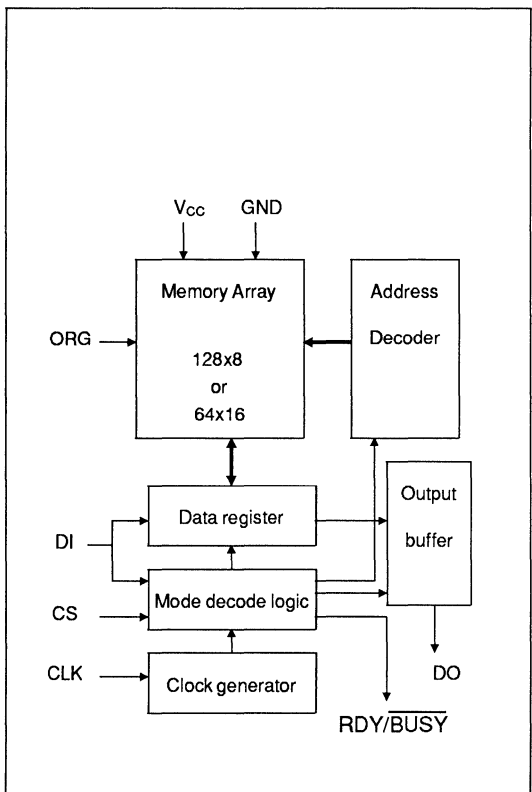 Vcc GND
Memory Array
Address
Decoder
ORG
128x8
or
64x16
Output
buffer
Data register
DI
Mode decode logic
CS
CLK
Clock generator
DO
RDY/BUSY